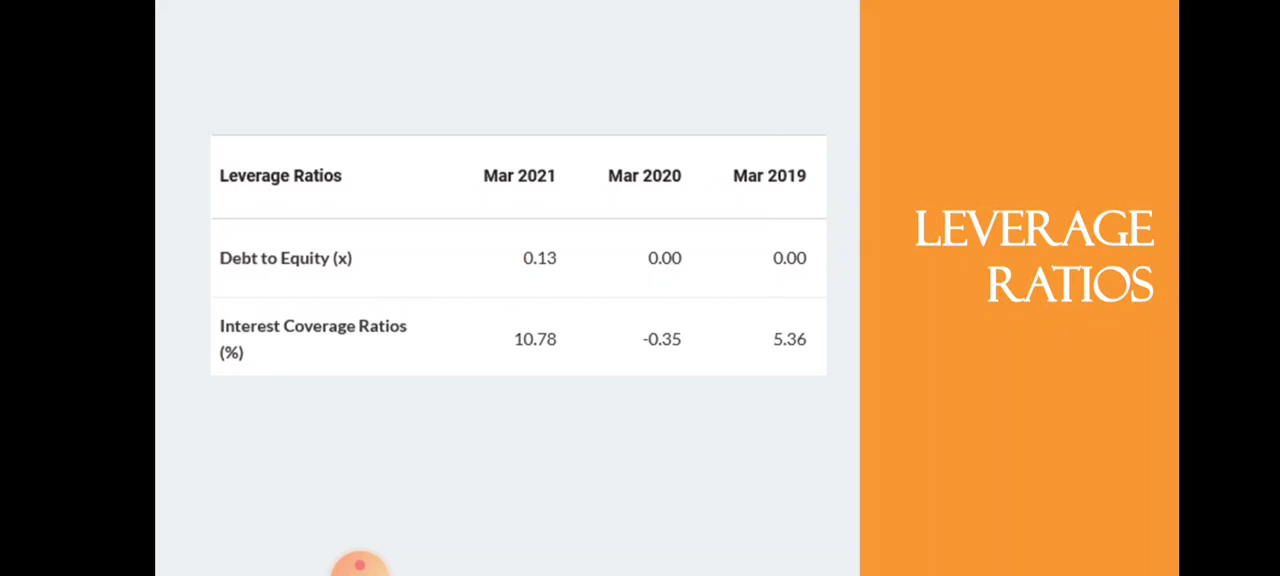 Leverage Ratios Mar 2021 Mar 2020 Mar 2019
Debt to Equity (x) 0.13 0.00 0.00
Interest Coverage Ratios
(%) 10.78 -0.35 5.36
LEVERAGE
RATIOS